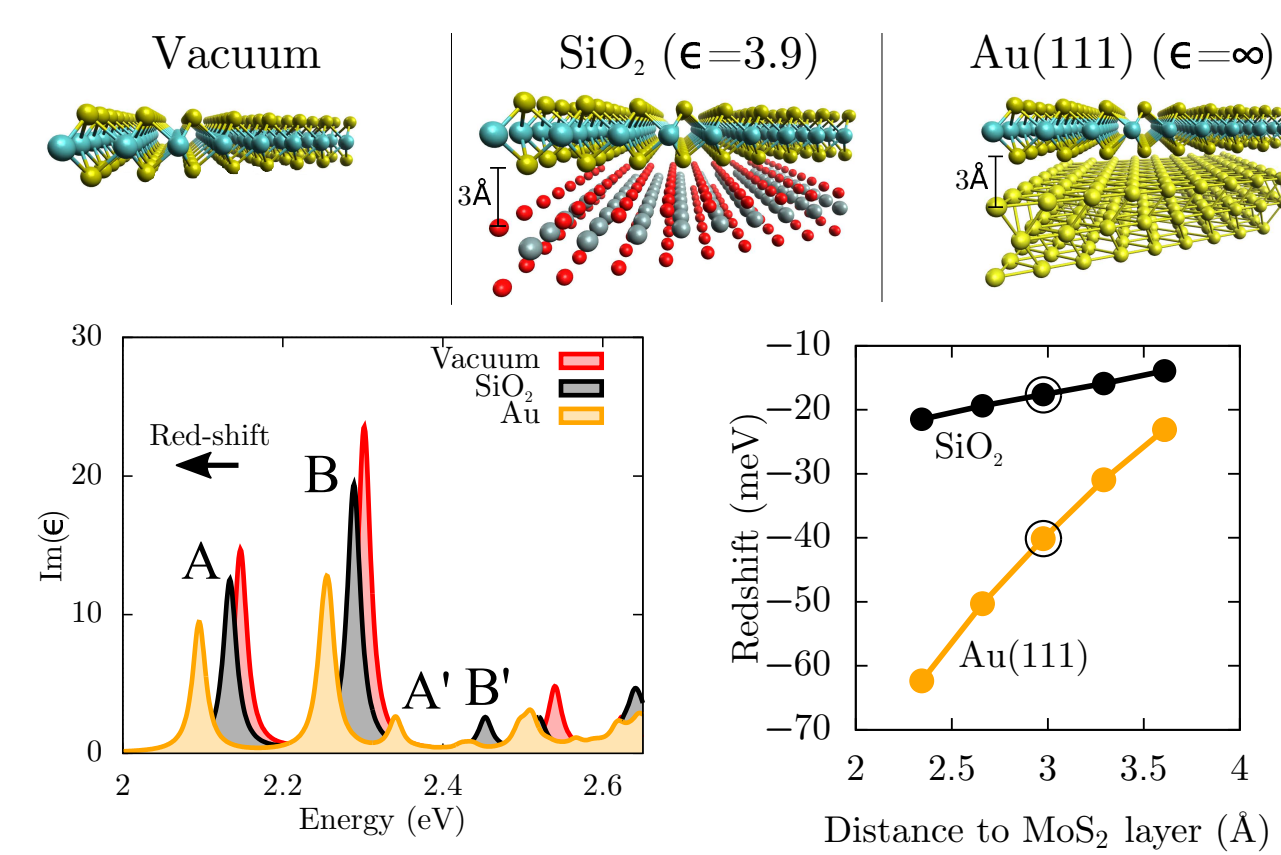 Vacuum
SiO₂ (ϵ=3.9)
Au(111) (ϵ=∞)
3Å
3Å
30
20
10
0
2
2.2
2.4
2.6
Im(ϵ)
Energy (eV)
Vacuum
SiO₂
Au
Red-shift
A
B
A'
B'
−10
−20
−30
−40
−50
−60
−70
2
2.5
3
3.5
4
Redshift (meV)
Distance to MoS₂ layer (Å)
SiO₂
Au(111)